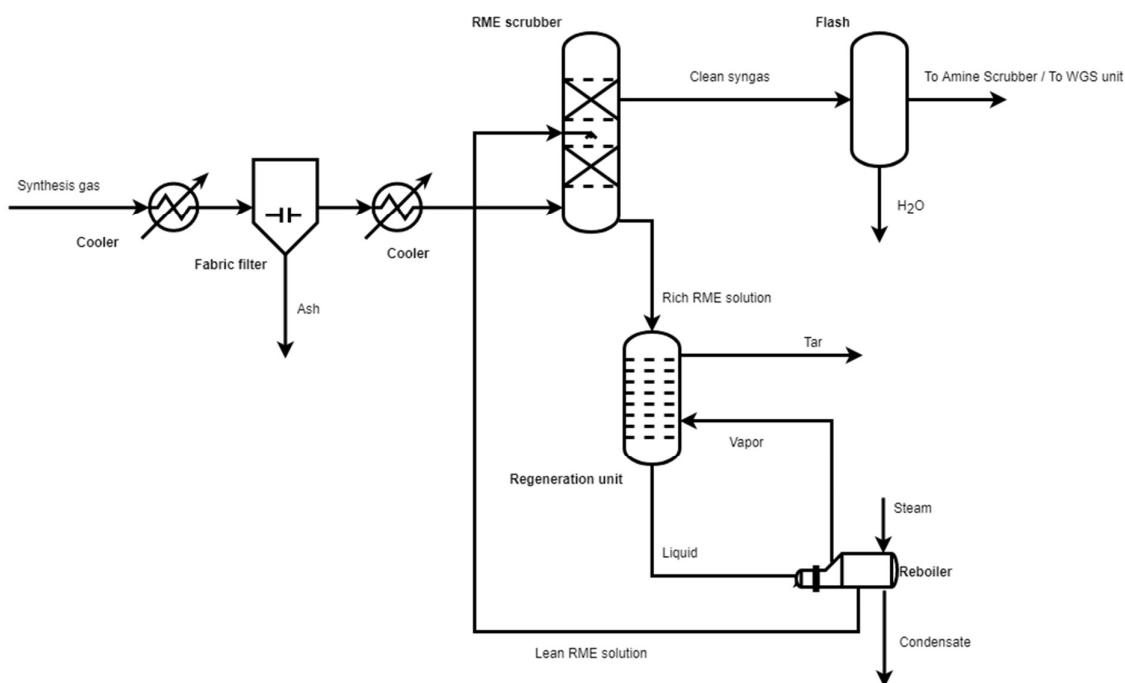 RME scrubber
Flash
Clean syngas
To Amine Scrubber / To WGS unit
Synthesis gas
H₂O
Cooler
Cooler
Fabric filter
Ash
Rich RME solution
Tar
Vapor
Regeneration unit
Steam
Liquid
Reboiler
Condensate
Lean RME solution